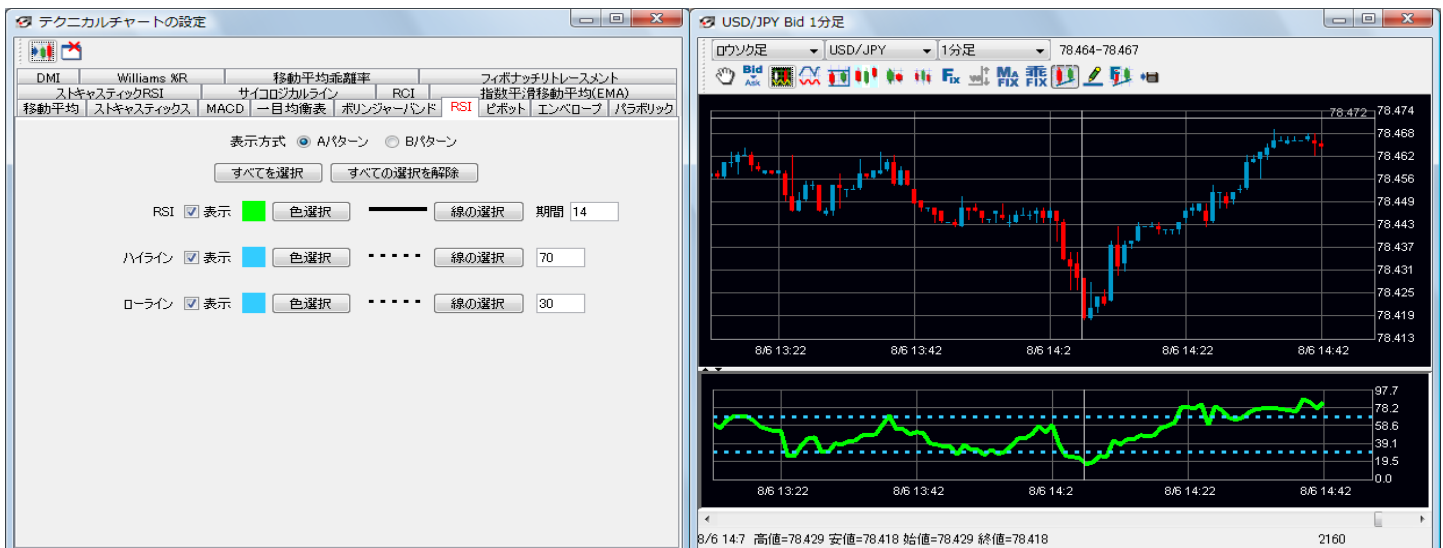 テクニカルチャートの設定
DMI Williams %R 移動平均乖離率 フィボナッチリトレースメント
ストキャスティックRSI サイコロジカルライン RCI 指数平滑移動平均(EMA)
移動平均 ストキャスティックス MACD 一目均衡表 ボリンジャーバンド RSI ピボット エンベロープ パラボリック
表示方式 Aパターン Bパターン
すべてを選択 すべての選択を解除
RSI 表示 色選択 線の選択 期間 14
ハイライン 表示 色選択 線の選択 70
ローライン 表示 色選択 線の選択 30
USD/JPY Bid 1分足
ロウソク足 USD/JPY 1分足 78.464-78.467
Bid Ask Fix MA FIX 乖 FIX
78.472
78.474
78.468
78.462
78.456
78.449
78.443
78.437
78.431
78.425
78.419
78.413
8/6 13:22 8/6 13:42 8/6 14:2 8/6 14:22 8/6 14:42
97.7
78.2
58.6
39.1
19.5
0.0
8/6 13:22 8/6 13:42 8/6 14:2 8/6 14:22 8/6 14:42
8/6 14:7 高値=78.429 安値=78.418 始値=78.429 終値=78.418 2160